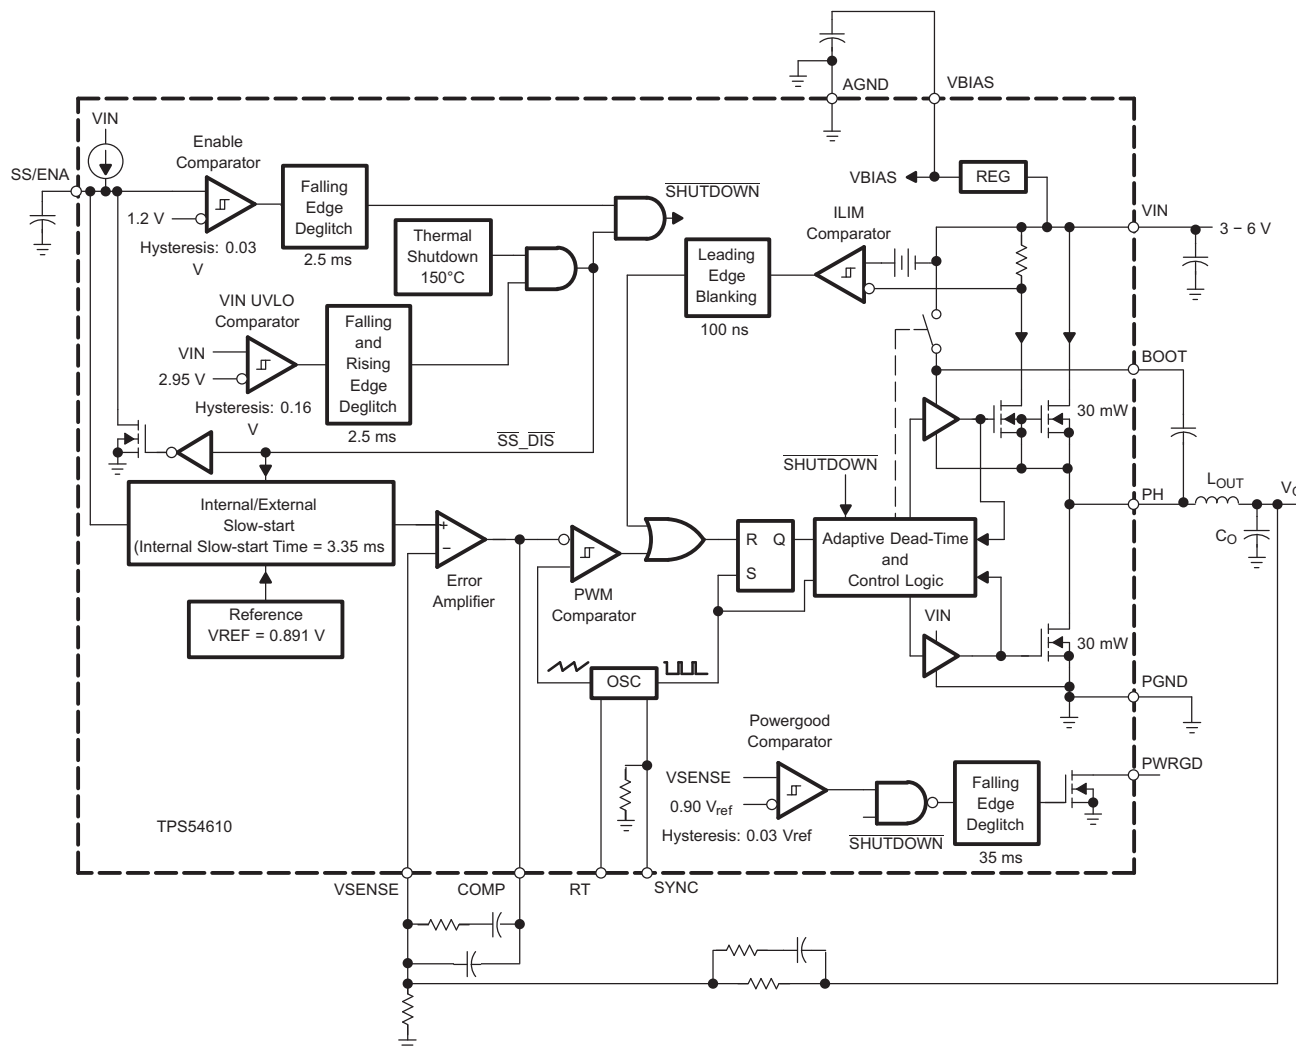 AGND
VBIAS
VIN
Enable
Comparator
SS/ENA
1.2 V
Hysteresis: 0.03
V
Falling
Edge
Deglitch
2.5 ms
SHUTDOWN
Thermal
Shutdown
150°C
VIN UVLO
Comparator
VIN
2.95 V
Hysteresis: 0.16
V
Falling
and
Rising
Edge
Deglitch
2.5 ms
SS_DIS
VBIAS
REG
ILIM
Comparator
Leading
Edge
Blanking
100 ns
VIN
3 – 6 V
BOOT
30 mW
SHUTDOWN
PH
LOUT
VO
CO
Internal/External
Slow-start
(Internal Slow-start Time = 3.35 ms
+
−
Error
Amplifier
Reference
VREF = 0.891 V
PWM
Comparator
R Q
S
Adaptive Dead-Time
and
Control Logic
VIN
30 mW
OSC
PGND
Powergood
Comparator
VSENSE
0.90 Vref
Hysteresis: 0.03 Vref
SHUTDOWN
Falling
Edge
Deglitch
35 ms
PWRGD
TPS54610
VSENSE
COMP
RT
SYNC